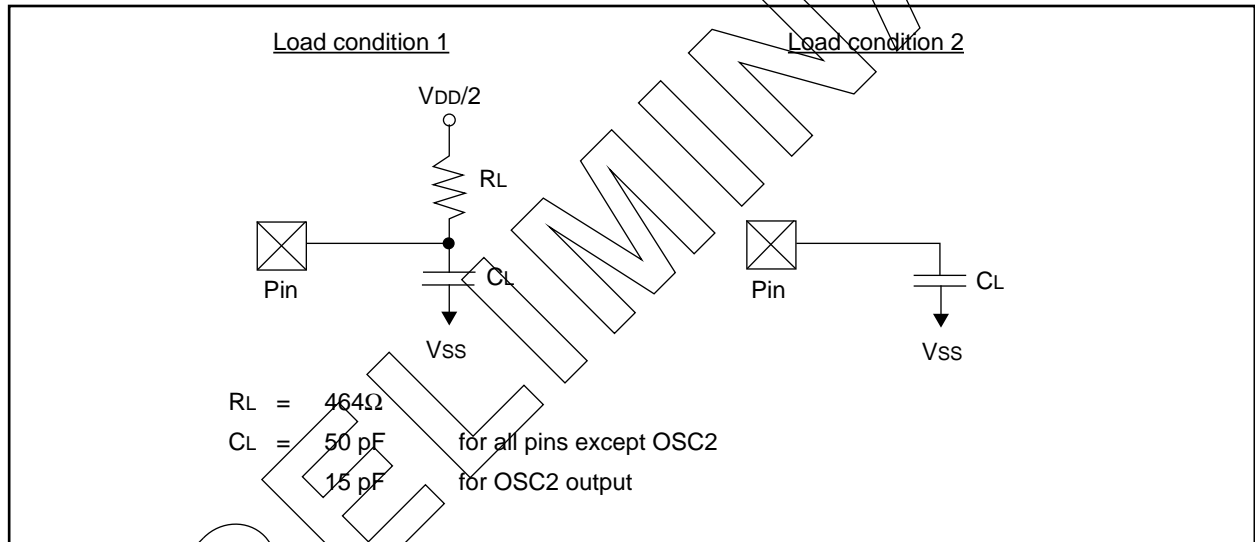 Load condition 1
Load condition 2
VDD/2
RL
Pin
CL
VSS
Pin
CL
VSS
RL = 464Ω
CL = 50 pF for all pins except OSC2
15 pF for OSC2 output
ELIMIN